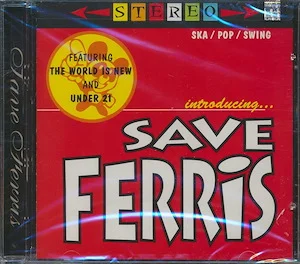 STEREO
SKA / POP / SWING
FEATURING
THE WORLD IS NEW
AND
UNDER 21
introducing...
SAVE
FERRiS
Save Ferris